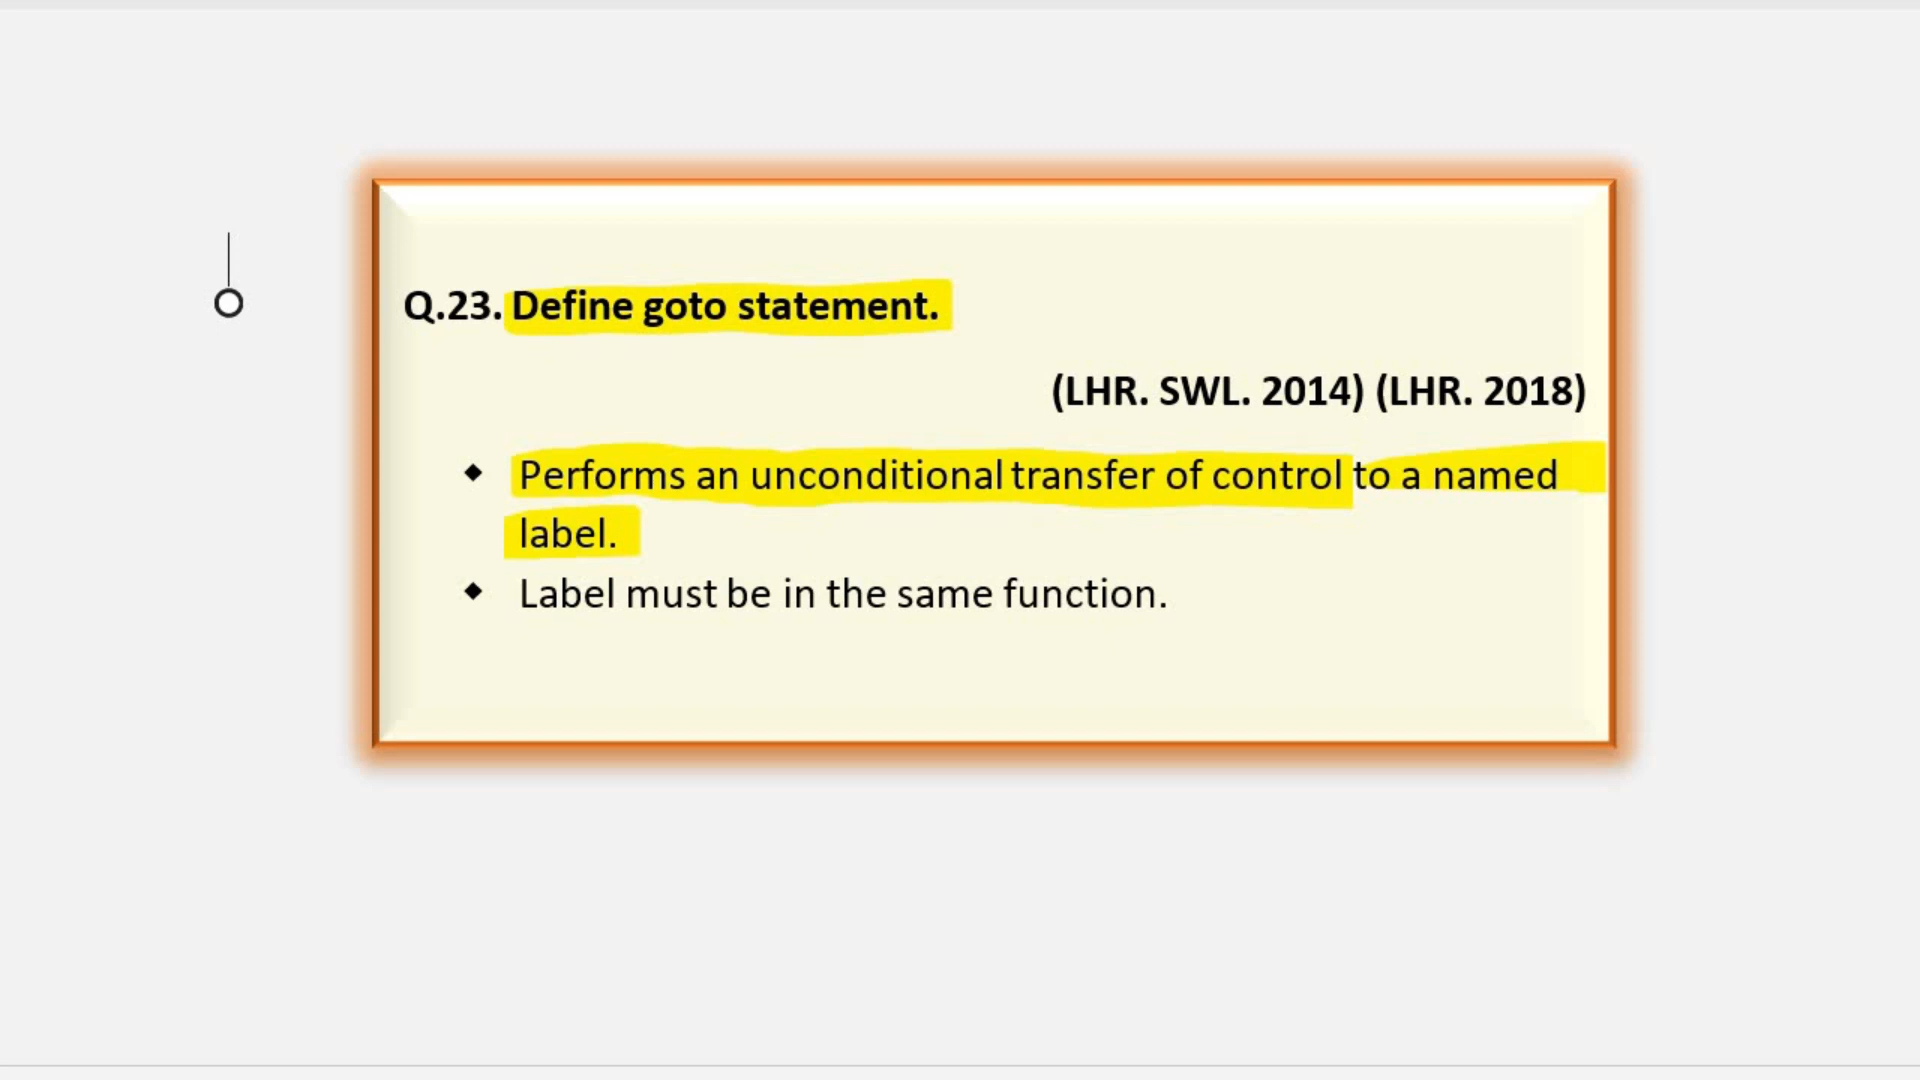 Q.23. Define goto statement.
(LHR. SWL. 2014) (LHR. 2018)
◆ Performs an unconditional transfer of control to a named
label.
◆ Label must be in the same function.